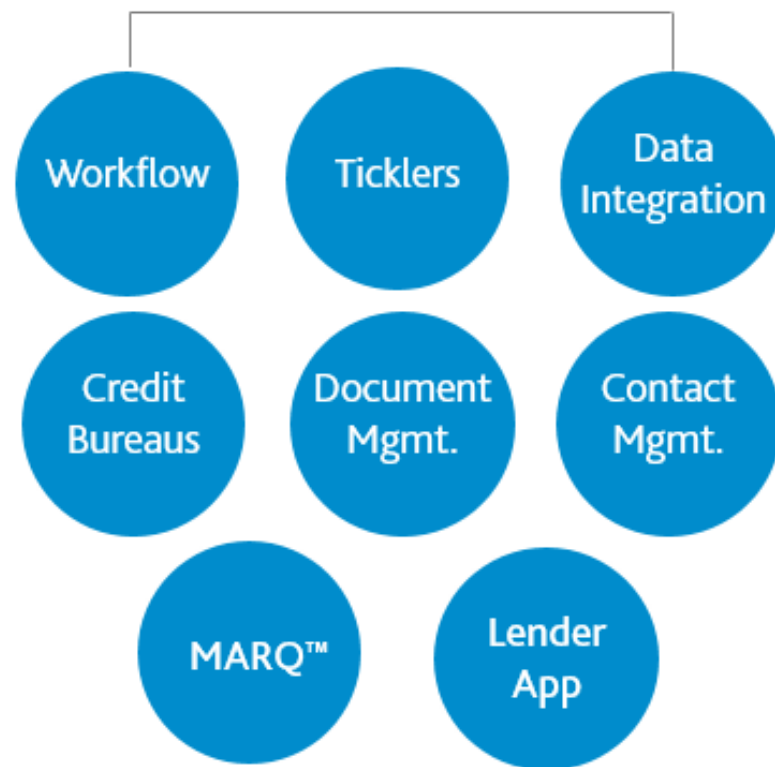 Workflow
Ticklers
Data
Integration
Credit
Bureaus
Document
Mgmt.
Contact
Mgmt.
MARQ™
Lender
App